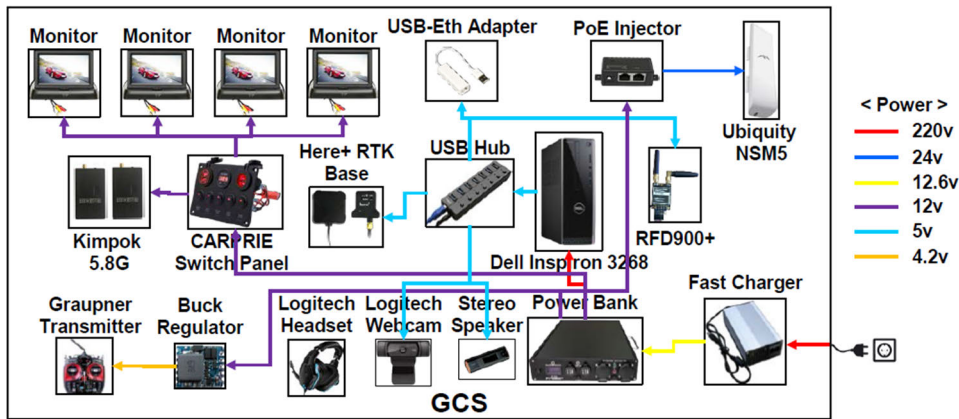 Monitor Monitor Monitor Monitor
USB-Eth Adapter
PoE Injector
< Power >
220v
24v
12.6v
12v
5v
4.2v
Ubiquity
NSM5
Here+ RTK
Base
USB Hub
Kimpok
5.8G
CARPRIE
Switch Panel
Dell Inspiron 3268
RFD900+
Graupner
Transmitter
Buck
Regulator
Logitech
Headset
Logitech
Webcam
Stereo
Speaker
Power Bank
Fast Charger
GCS